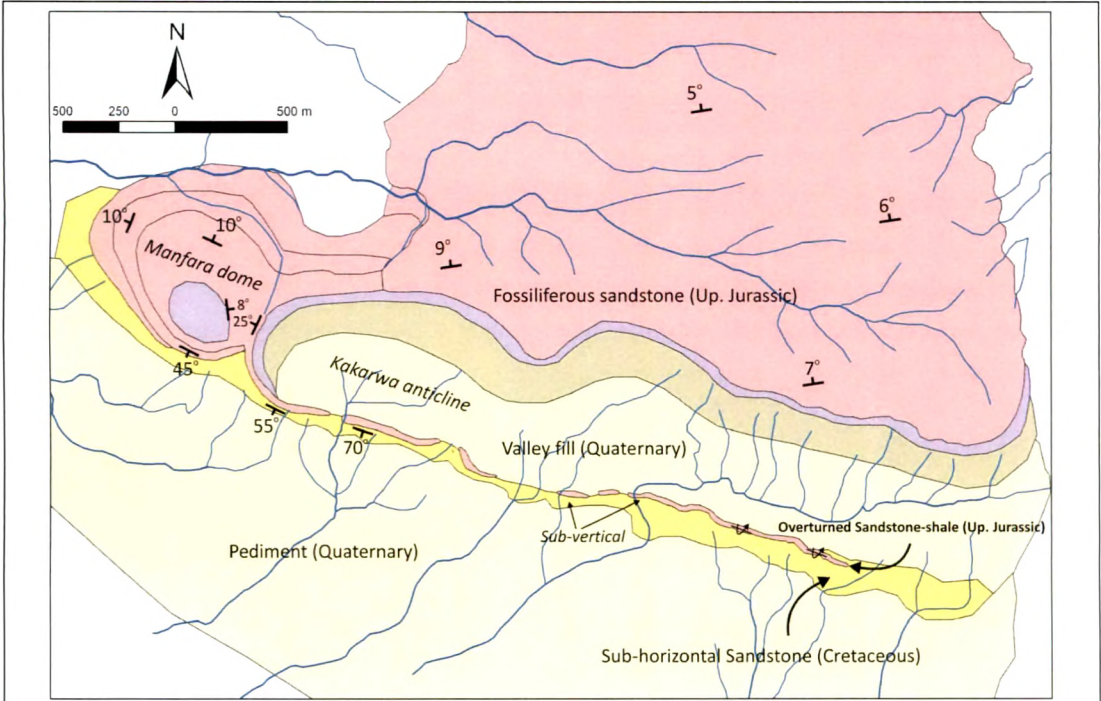 N
500 250 0 500 m
5°
6°
10°
10°
Manfara dome
9°
Fossiliferous sandstone (Up. Jurassic)
8°
25°
7°
45°
Kakarwa anticline
55°
70°
Valley fill (Quaternary)
Sub-vertical
Overturned Sandstone-shale (Up. Jurassic)
Pediment (Quaternary)
Sub-horizontal Sandstone (Cretaceous)